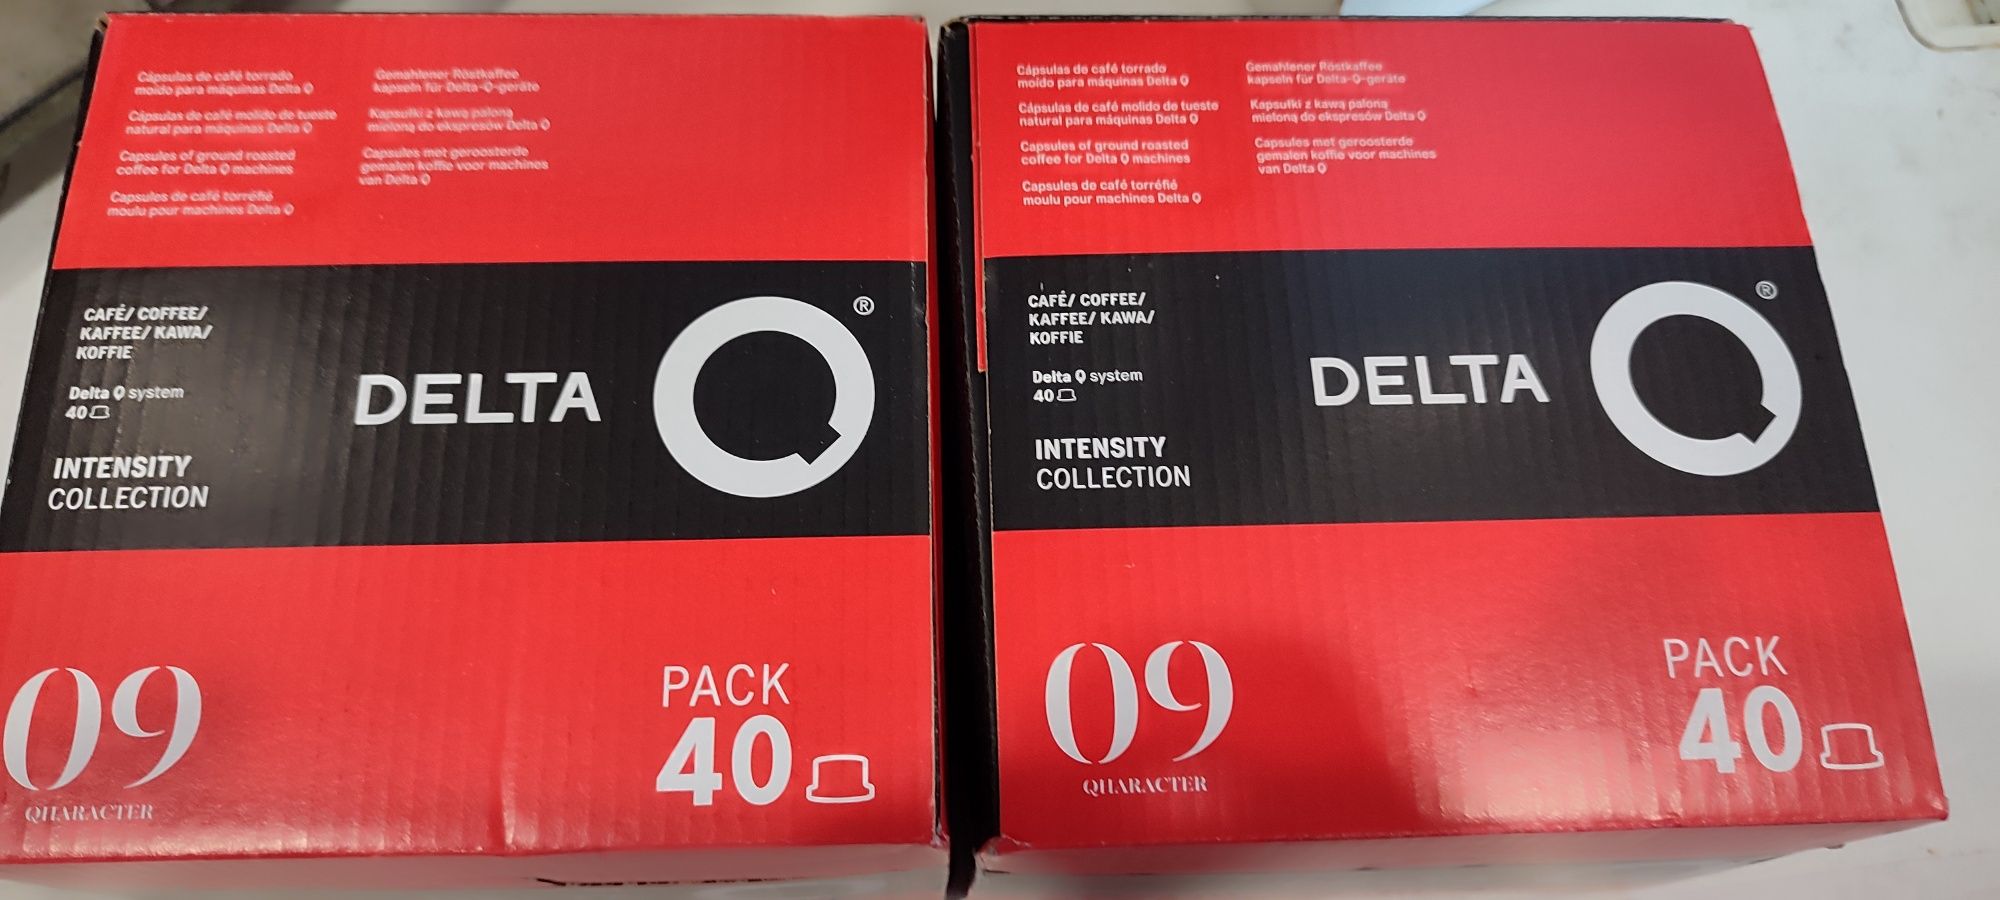 Cápsulas de café torrado
moído para máquinas Delta Q
Cápsulas de café molido de tueste
natural para máquinas Delta Q
Capsules of ground roasted
coffee for Delta Q machines
Capsules de café torréfié
moulu pour machines Delta Q
Gemahlener Röstkaffee
kapseln für Delta-Q-geräte
Kapsułki z kawą paloną
mieloną do ekspresów Delta Q
Capsules met geroosterde
gemalen koffie voor machines
van Delta Q
CAFÉ/ COFFEE/
KAFFEE/ KAWA/
KOFFIE
Delta Q system
40
INTENSITY
COLLECTION
DELTA Q®
09
QHARACTER
PACK
40
Cápsulas de café torrado
moído para máquinas Delta Q
Cápsulas de café molido de tueste
natural para máquinas Delta Q
Capsules of ground roasted
coffee for Delta Q machines
Capsules de café torréfié
moulu pour machines Delta Q
Gemahlener Röstkaffee
kapseln für Delta-Q-geräte
Kapsułki z kawą paloną
mieloną do ekspresów Delta Q
Capsules met geroosterde
gemalen koffie voor machines
van Delta Q
CAFÉ/ COFFEE/
KAFFEE/ KAWA/
KOFFIE
Delta Q system
40
INTENSITY
COLLECTION
DELTA Q®
09
QHARACTER
PACK
40